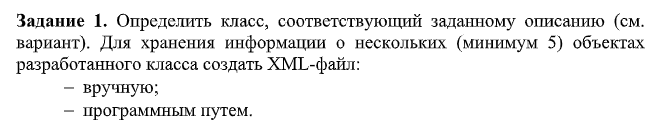 Задание 1. Определить класс, соответствующий заданному описанию (см.
вариант). Для хранения информации о нескольких (минимум 5) объектах
разработанного класса создать XML-файл:
– вручную;
– программным путем.